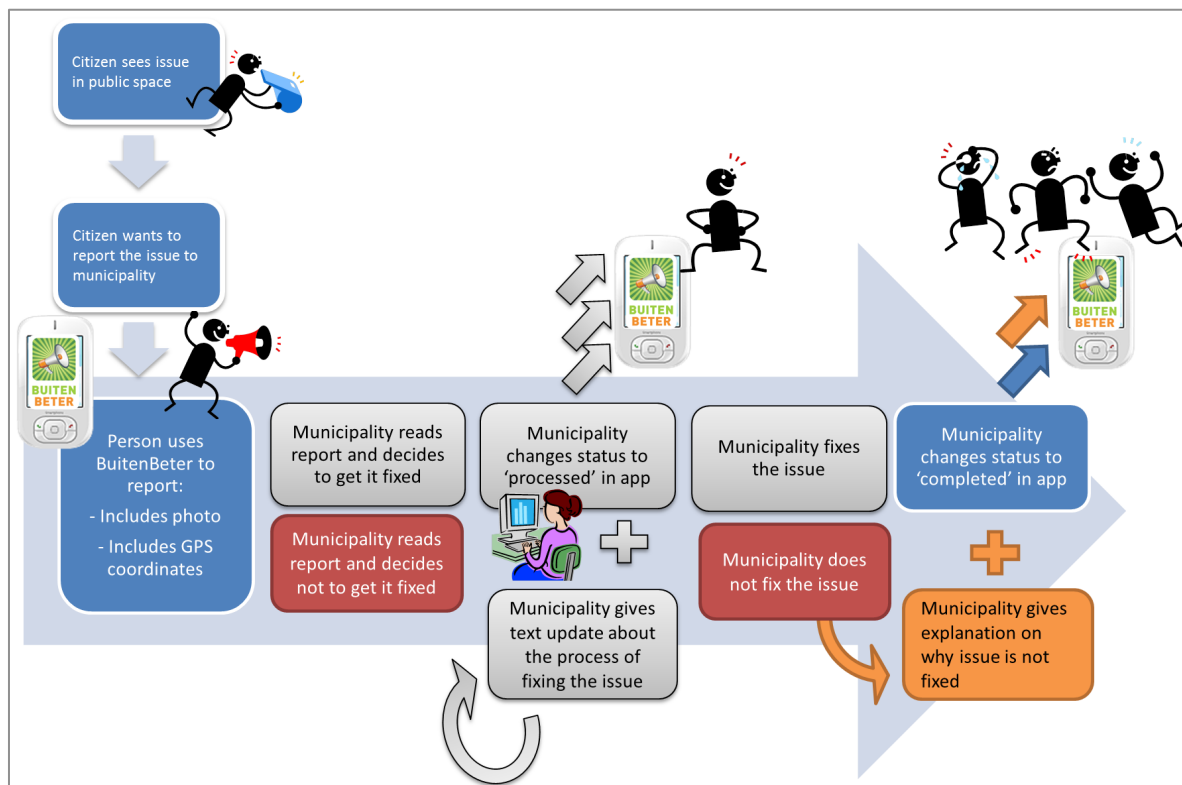 Citizen sees issue
in public space
Citizen wants to
report the issue to
municipality
BUITEN
BETER
BUITEN
BETER
BUITEN
BETER
Person uses
BuitenBeter to
report:
- Includes photo
- Includes GPS
coordinates
Municipality reads
report and decides
to get it fixed
Municipality reads
report and decides
not to get it fixed
Municipality
changes status to
‘processed’ in app
Municipality gives
text update about
the process of
fixing the issue
Municipality fixes
the issue
Municipality does
not fix the issue
Municipality
changes status to
‘completed’ in app
Municipality gives
explanation on
why issue is not
fixed